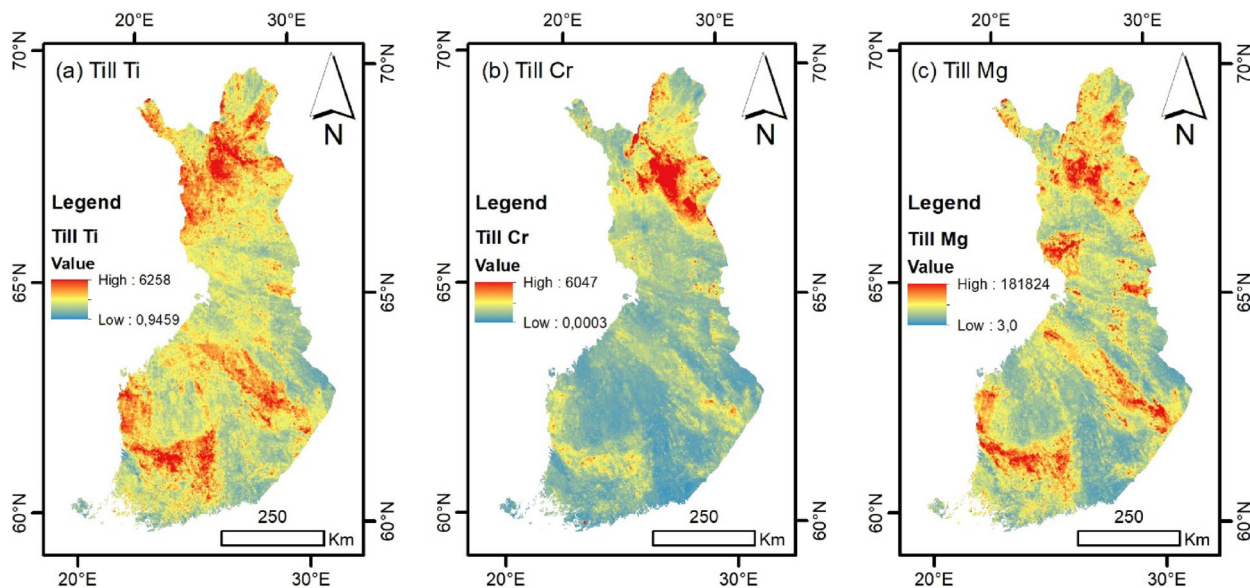 20°E 30°E
70°N 70°N
(a) Till Ti
N
Legend
Till Ti
Value
High : 6258
Low : 0,9459
65°N 65°N
60°N 60°N
250
Km
20°E 30°E
20°E 30°E
70°N 70°N
(b) Till Cr
N
Legend
Till Cr
Value
High : 6047
Low : 0,0003
65°N 65°N
60°N 60°N
250
Km
20°E 30°E
20°E 30°E
70°N 70°N
(c) Till Mg
N
Legend
Till Mg
Value
High : 181824
Low : 3,0
65°N 65°N
60°N 60°N
250
Km
20°E 30°E